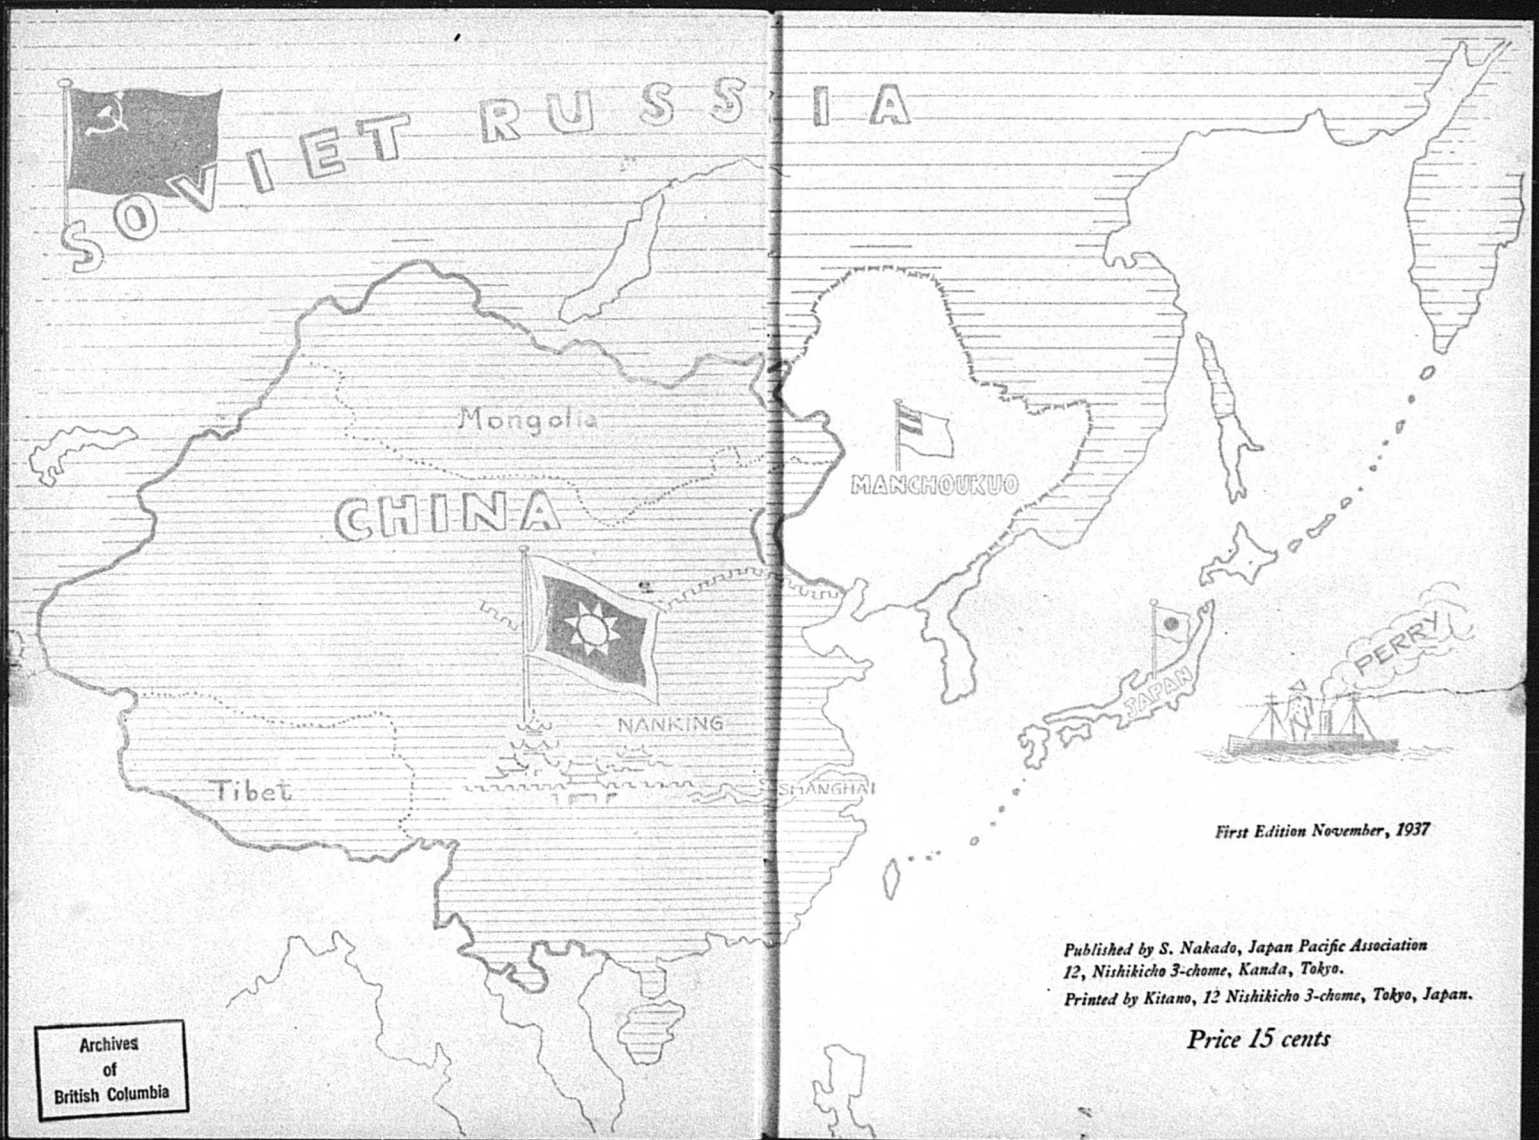 SOVIET RUSSIA
Mongolia
CHINA
MANCHOUKUO
NANKING
SHANGHAI
Tibet
JAPAN
PERRY
First Edition November, 1937
Published by S. Nakado, Japan Pacific Association
12, Nishikicho 3-chome, Kanda, Tokyo.
Printed by Kitano, 12 Nishikicho 3-chome, Tokyo, Japan.
Price 15 cents
Archives
of
British Columbia